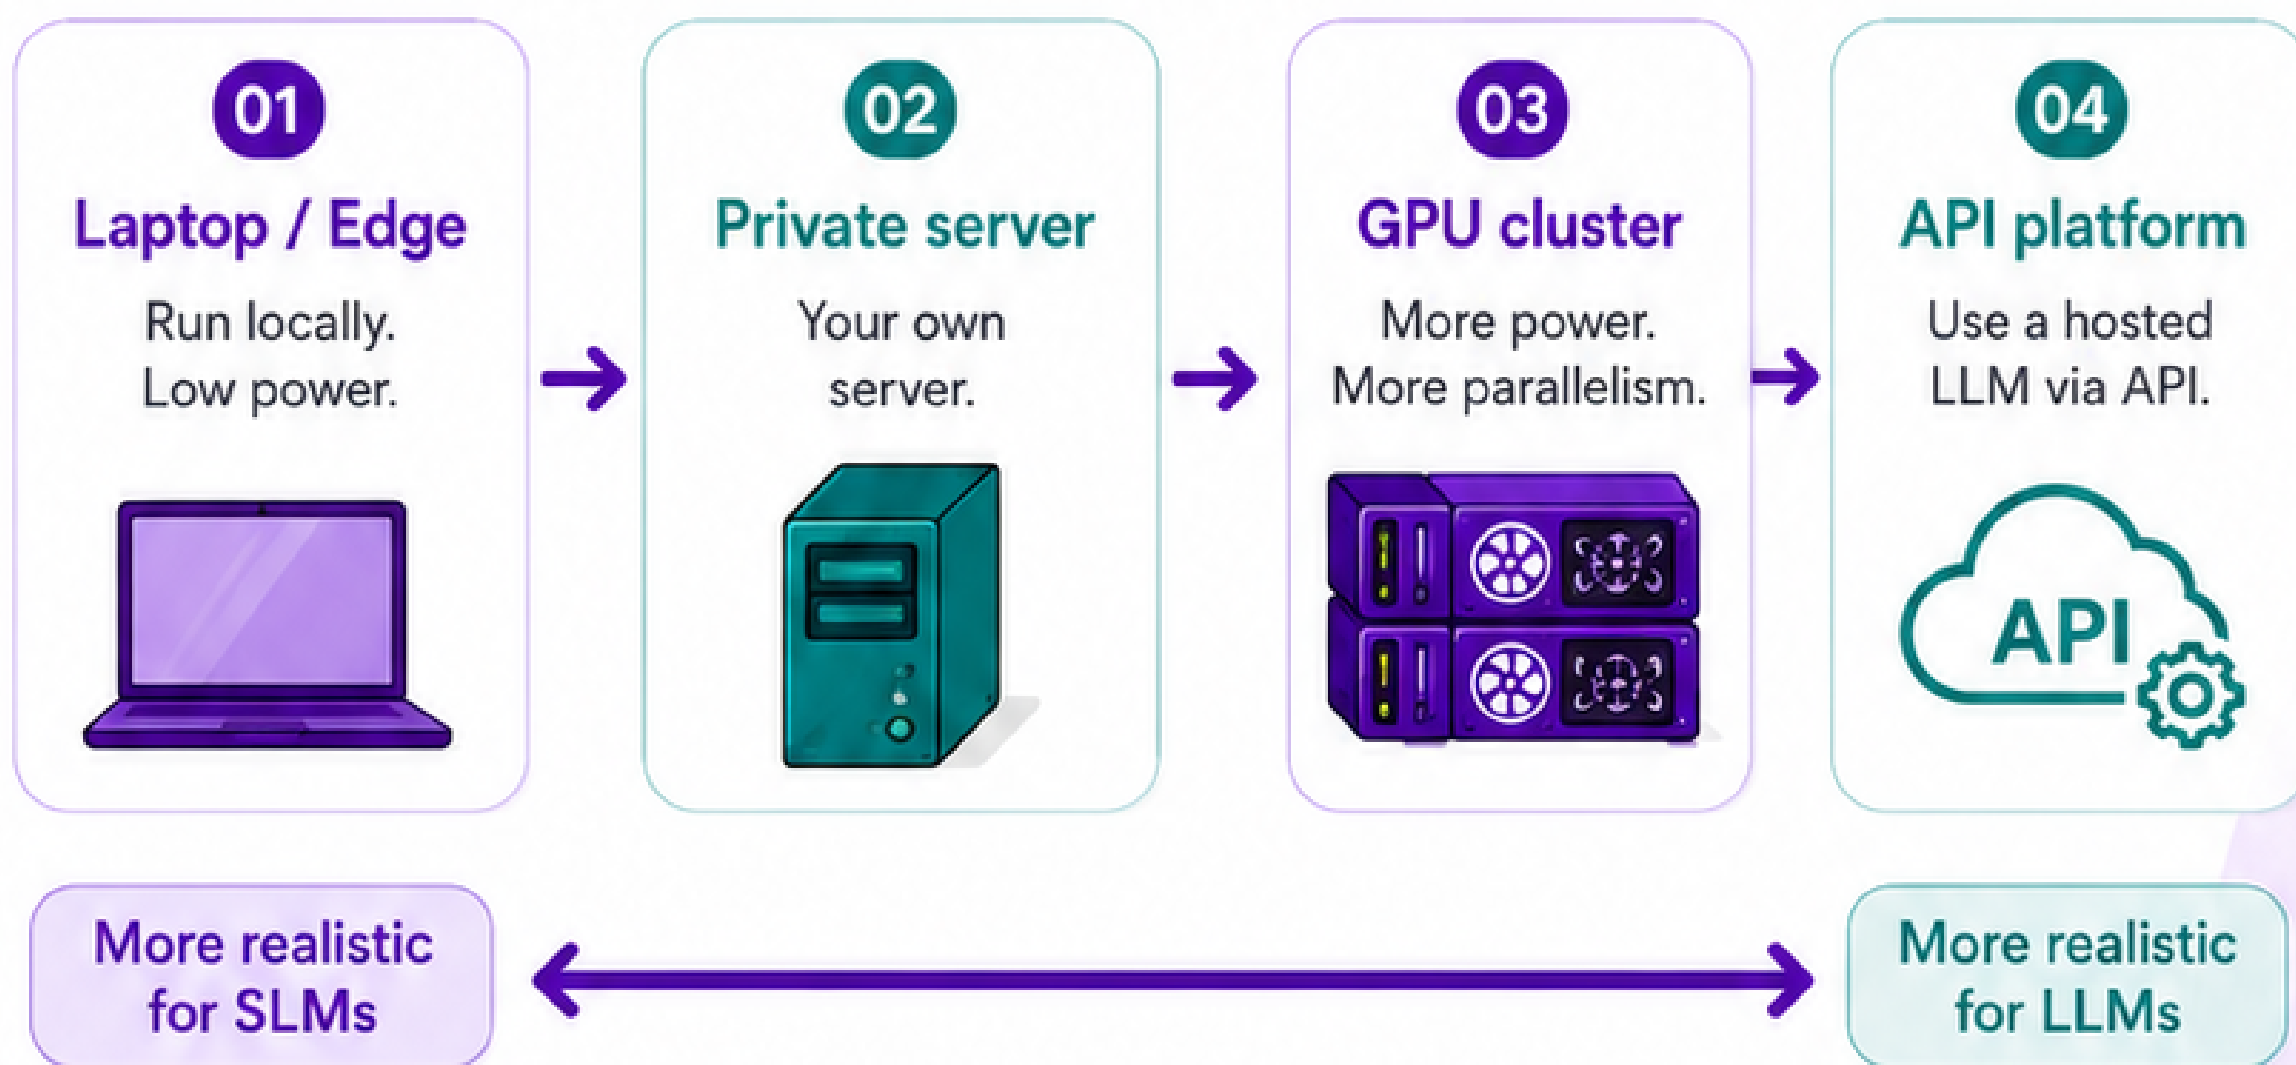 01
Laptop / Edge
Run locally.
Low power.
02
Private server
Your own
server.
03
GPU cluster
More power.
More parallelism.
04
API platform
Use a hosted
LLM via API.
API
More realistic
for SLMs
More realistic
for LLMs